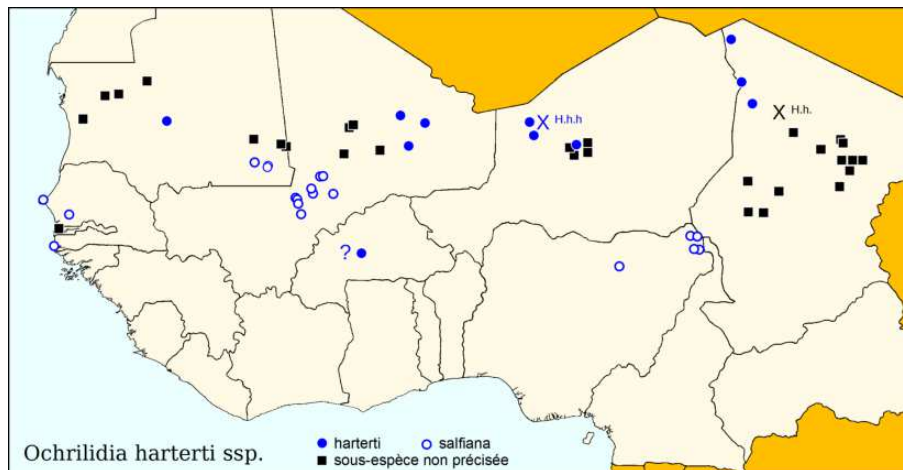 X H.h.
X H.h.h
?
Ochrilidia harterti ssp.
harterti salfiana
sous-espèce non précisée